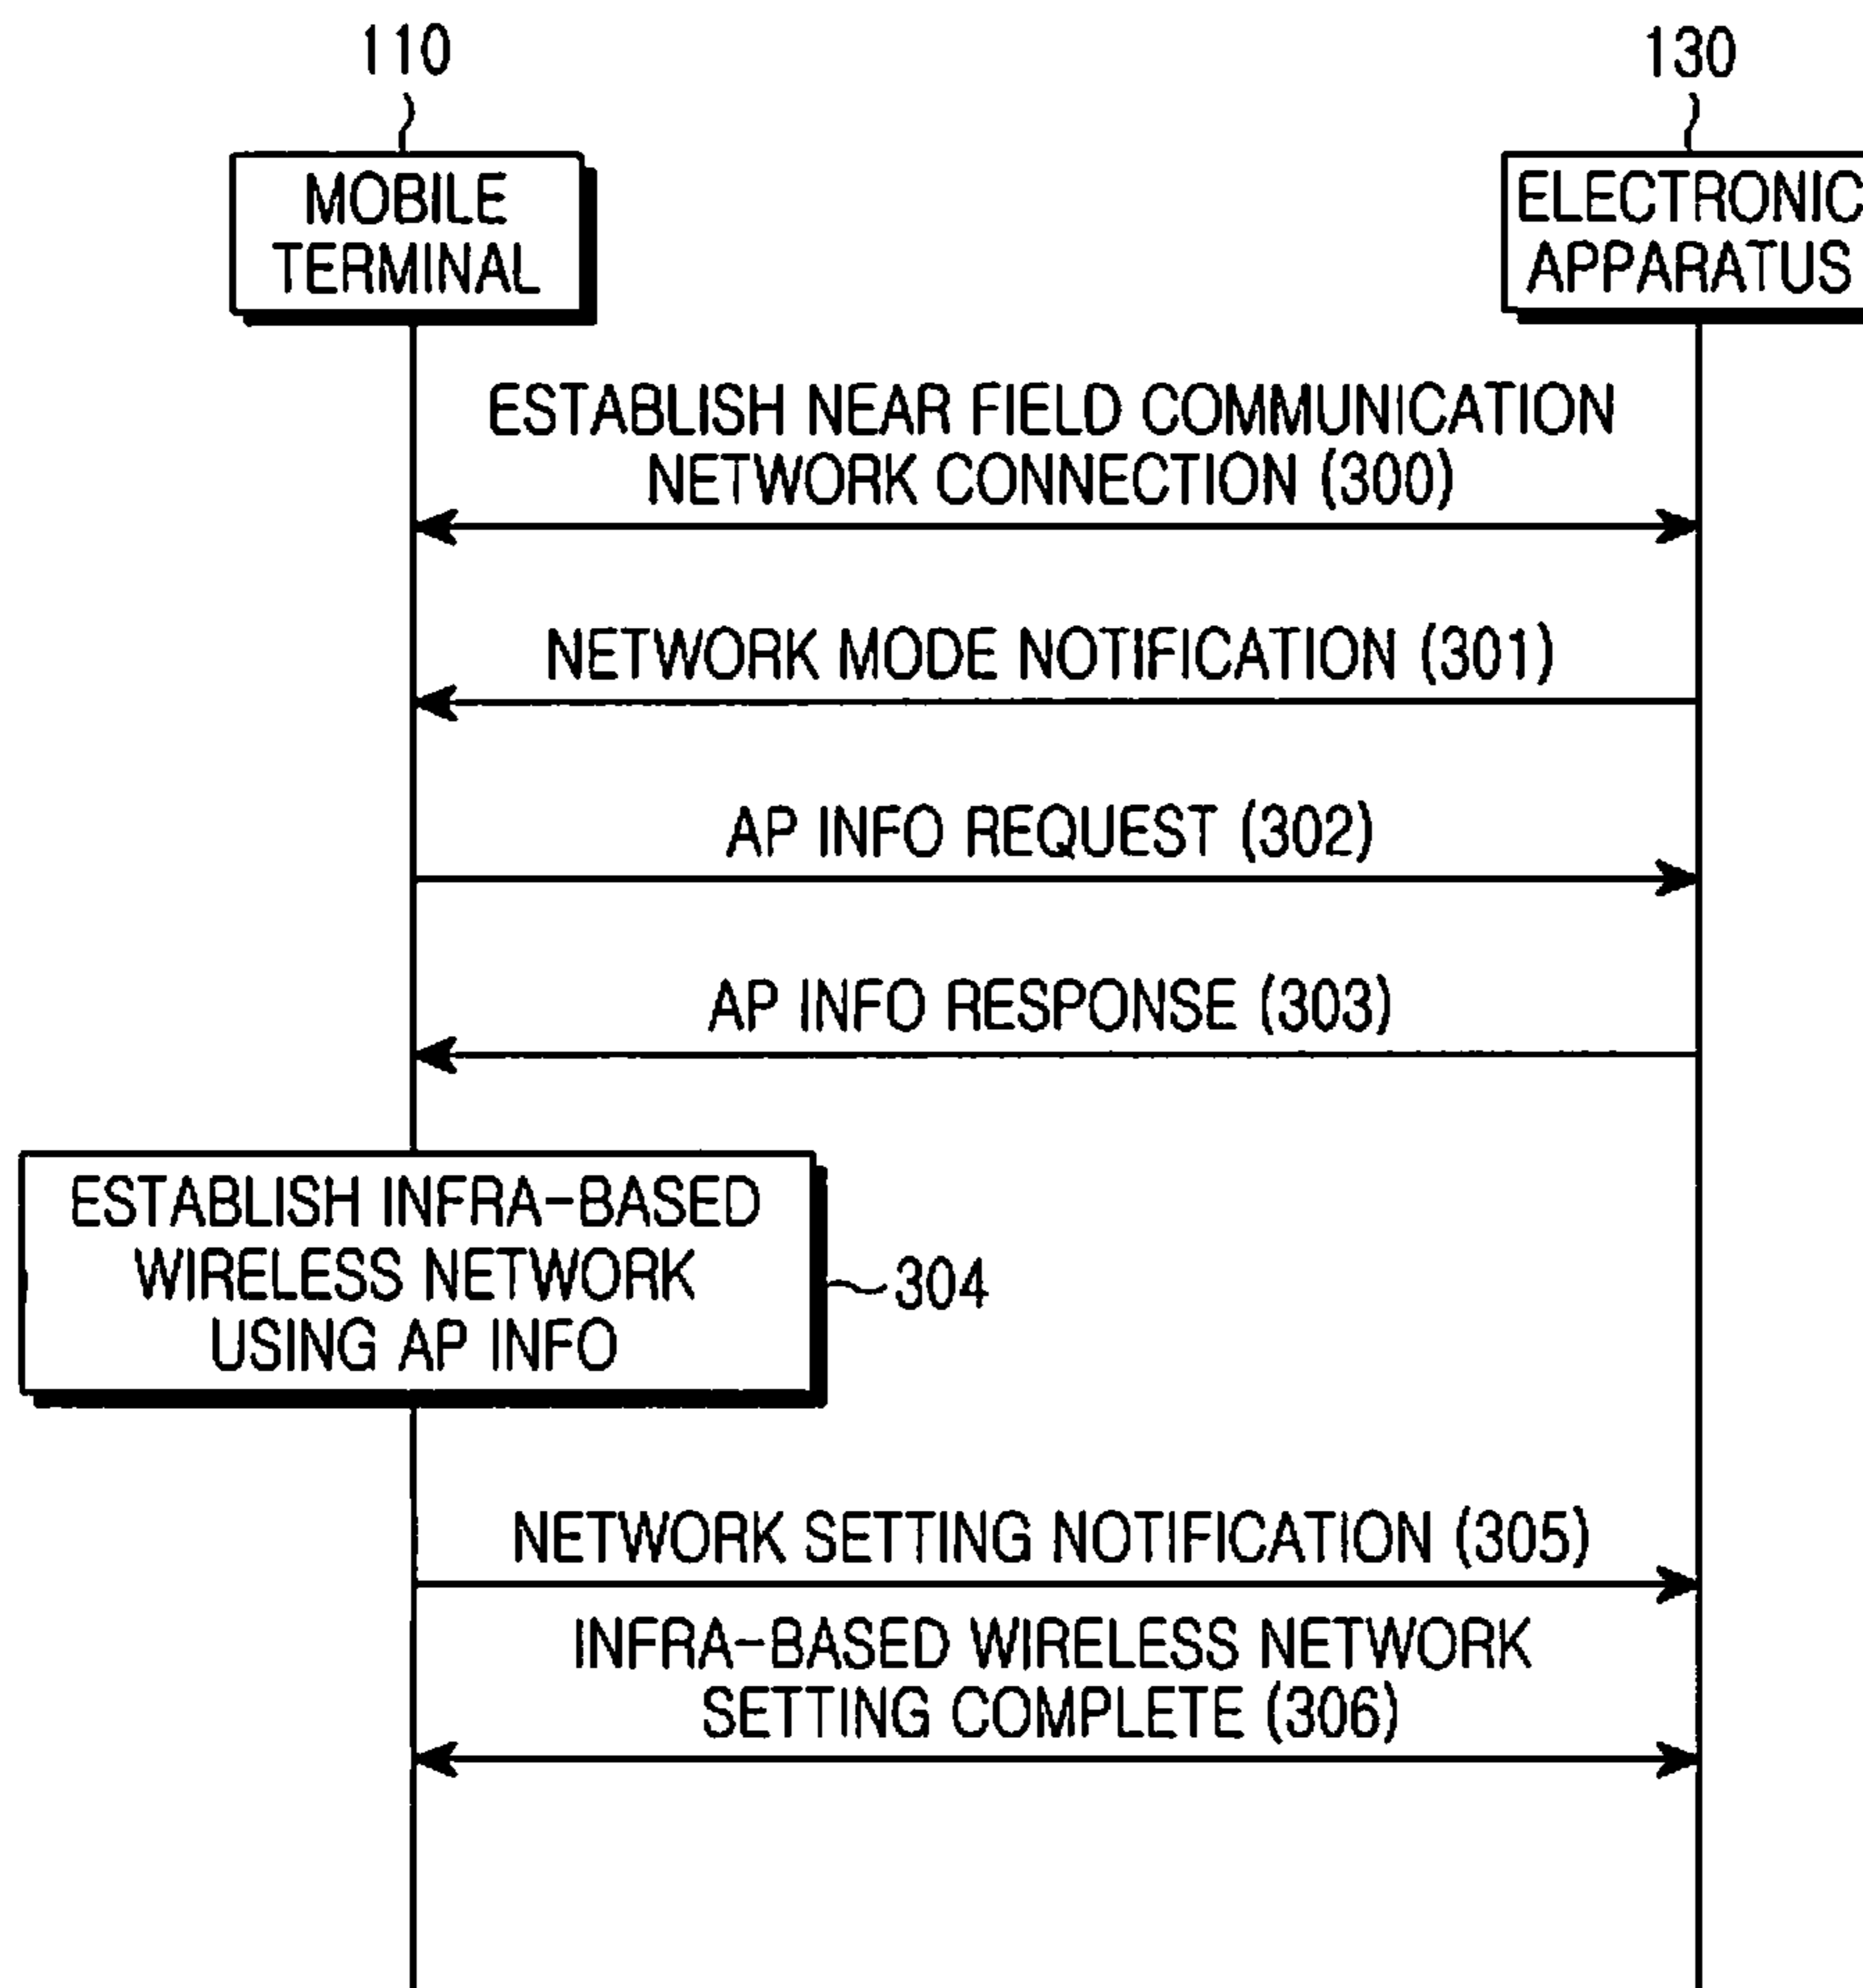 110
130
MOBILE
TERMINAL
ELECTRONIC
APPARATUS
ESTABLISH NEAR FIELD COMMUNICATION
NETWORK CONNECTION (300)
NETWORK MODE NOTIFICATION (301)
AP INFO REQUEST (302)
AP INFO RESPONSE (303)
ESTABLISH INFRA-BASED
WIRELESS NETWORK
USING AP INFO
304
NETWORK SETTING NOTIFICATION (305)
INFRA-BASED WIRELESS NETWORK
SETTING COMPLETE (306)